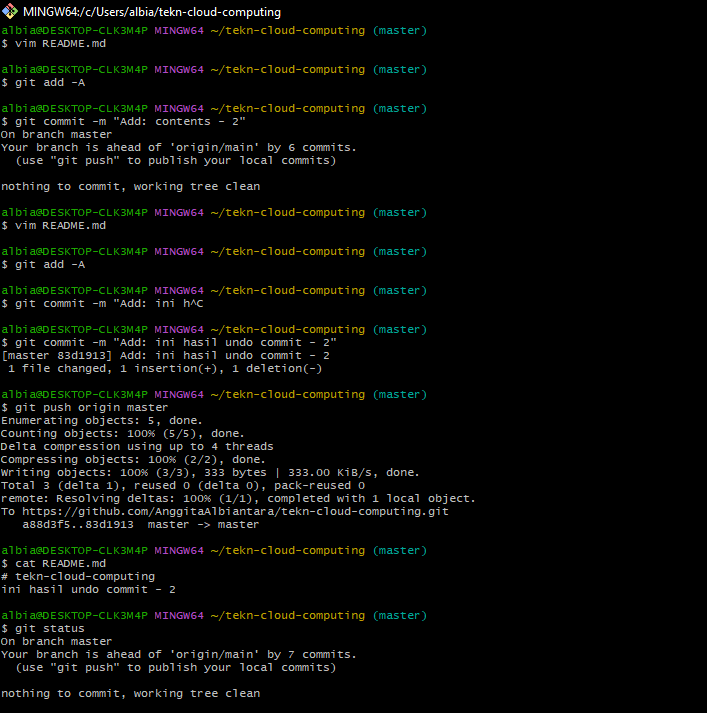 MINGW64:/c/Users/albia/tekn-cloud-computing
albia@DESKTOP-CLK3M4P MINGW64 ~/tekn-cloud-computing (master)
$ vim README.md
albia@DESKTOP-CLK3M4P MINGW64 ~/tekn-cloud-computing (master)
$ git add -A
albia@DESKTOP-CLK3M4P MINGW64 ~/tekn-cloud-computing (master)
$ git commit -m "Add: contents - 2"
On branch master
Your branch is ahead of 'origin/main' by 6 commits.
  (use "git push" to publish your local commits)
nothing to commit, working tree clean
albia@DESKTOP-CLK3M4P MINGW64 ~/tekn-cloud-computing (master)
$ vim README.md
albia@DESKTOP-CLK3M4P MINGW64 ~/tekn-cloud-computing (master)
$ git add -A
albia@DESKTOP-CLK3M4P MINGW64 ~/tekn-cloud-computing (master)
$ git commit -m "Add: ini h^C
albia@DESKTOP-CLK3M4P MINGW64 ~/tekn-cloud-computing (master)
$ git commit -m "Add: ini hasil undo commit - 2"
[master 83d1913] Add: ini hasil undo commit - 2
 1 file changed, 1 insertion(+), 1 deletion(-)
albia@DESKTOP-CLK3M4P MINGW64 ~/tekn-cloud-computing (master)
$ git push origin master
Enumerating objects: 5, done.
Counting objects: 100% (5/5), done.
Delta compression using up to 4 threads
Compressing objects: 100% (2/2), done.
Writing objects: 100% (3/3), 333 bytes | 333.00 KiB/s, done.
Total 3 (delta 1), reused 0 (delta 0), pack-reused 0
remote: Resolving deltas: 100% (1/1), completed with 1 local object.
To https://github.com/AnggitaAlbiantara/tekn-cloud-computing.git
   a88d3f5..83d1913  master -> master
albia@DESKTOP-CLK3M4P MINGW64 ~/tekn-cloud-computing (master)
$ cat README.md
# tekn-cloud-computing
ini hasil undo commit - 2
albia@DESKTOP-CLK3M4P MINGW64 ~/tekn-cloud-computing (master)
$ git status
On branch master
Your branch is ahead of 'origin/main' by 7 commits.
  (use "git push" to publish your local commits)
nothing to commit, working tree clean